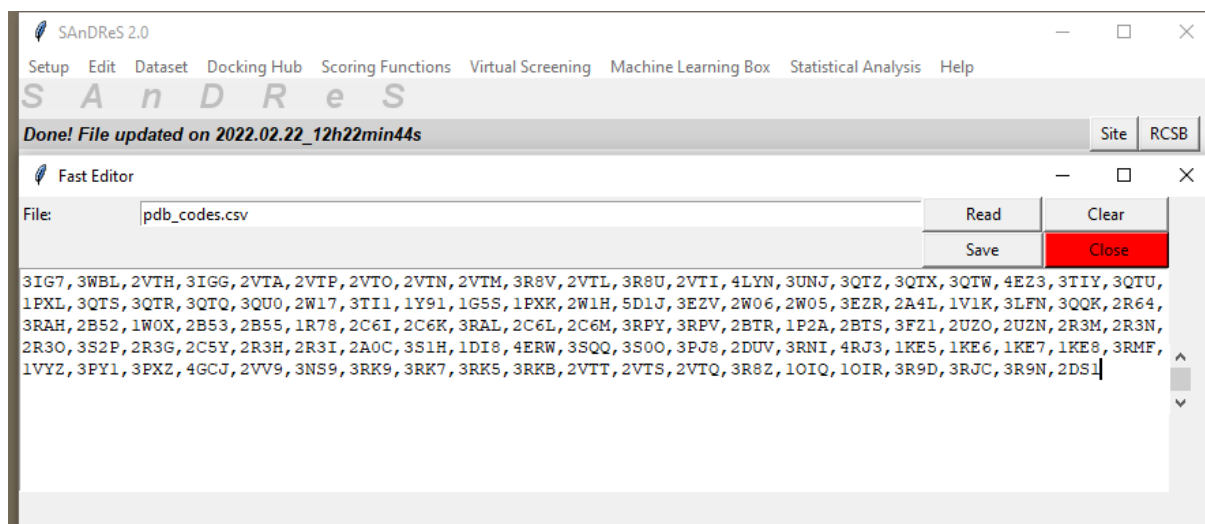 SAnDReS 2.0
Setup Edit Dataset Docking Hub Scoring Functions Virtual Screening Machine Learning Box Statistical Analysis Help
S A n D R e S
Done! File updated on 2022.02.22_12h22min44s Site RCSB
Fast Editor
File: pdb_codes.csv Read Clear
Save Close
3IG7,3WBL,2VTH,3IGG,2VTA,2VTP,2VTO,2VTN,2VTM,3R8V,2VTL,3R8U,2VTI,4LYN,3UNJ,3QTZ,3QTX,3QTW,4EZ3,3TIY,3QTU,
1PXL,3QTS,3QTR,3QTQ,3QU0,2W17,3TI1,1Y91,1G5S,1PXK,2W1H,5D1J,3EZV,2W06,2W05,3EZR,2A4L,1V1K,3LFN,3QQK,2R64,
3RAH,2B52,1W0X,2B53,2B55,1R78,2C6I,2C6K,3RAL,2C6L,2C6M,3RPY,3RPV,2BTR,1P2A,2BTS,3FZ1,2UZO,2UZN,2R3M,2R3N,
2R3O,3S2P,2R3G,2C5Y,2R3H,2R3I,2A0C,3S1H,1DI8,4ERW,3SQQ,3S0O,3PJ8,2DUV,3RNI,4RJ3,1KE5,1KE6,1KE7,1KE8,3RMF,
1VYZ,3PY1,3PXZ,4GCJ,2VV9,3NS9,3RK9,3RK7,3RK5,3RKB,2VTT,2VTS,2VTQ,3R8Z,1OIQ,1OIR,3R9D,3RJC,3R9N,2DS1